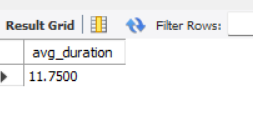 Result Grid Filter Rows:
avg_duration
11.7500